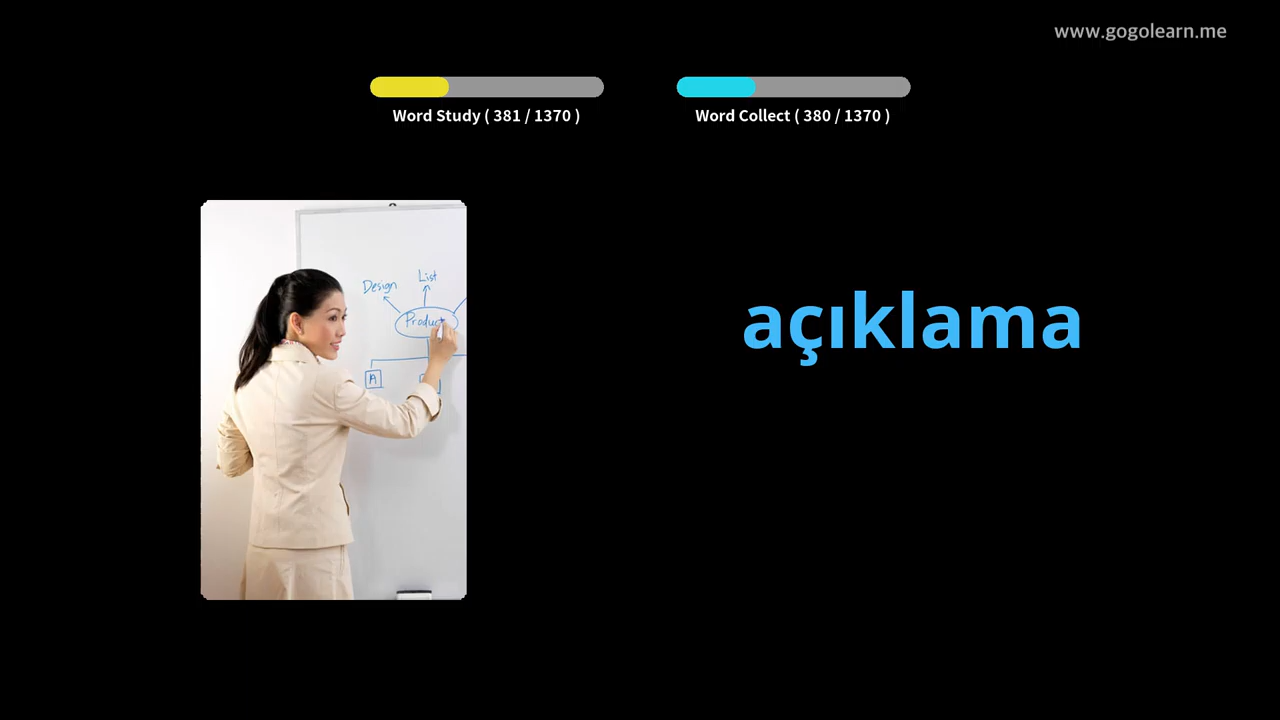 www.gogolearn.me
Word Study ( 381 / 1370 )
Word Collect ( 380 / 1370 )
açıklama
List
Design
Product
A